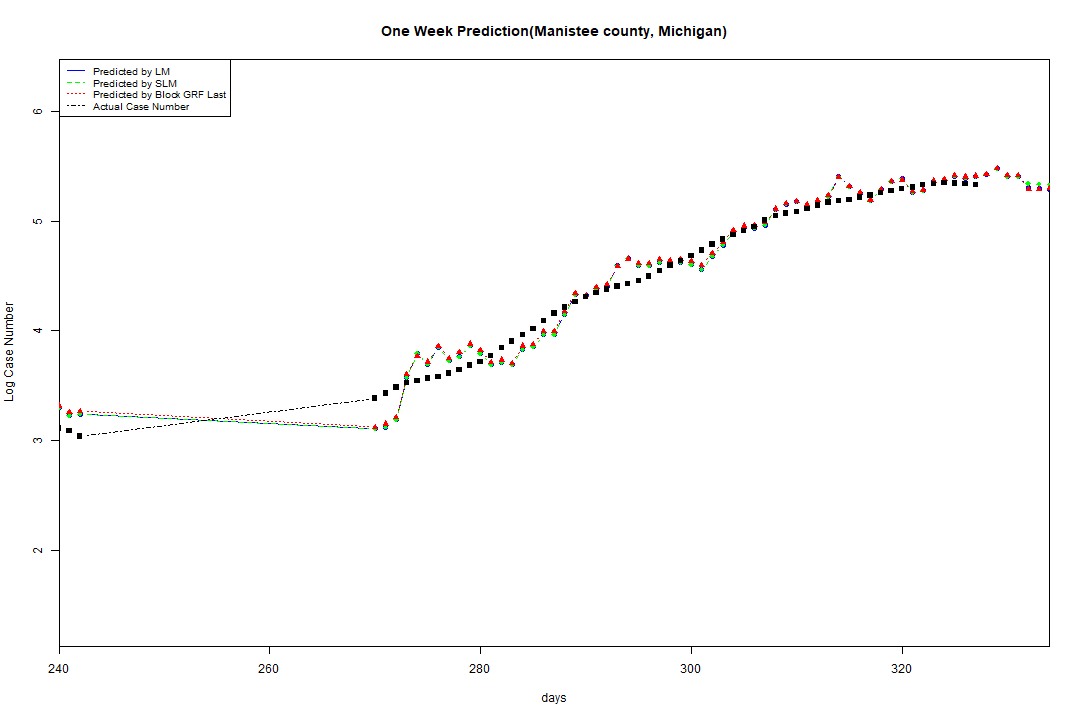 One Week Prediction(Manistee county, Michigan)
Predicted by LM
Predicted by SLM
Predicted by Block GRF Last
Actual Case Number
6
5
4
3
2
Log Case Number
240 260 280 300 320
days